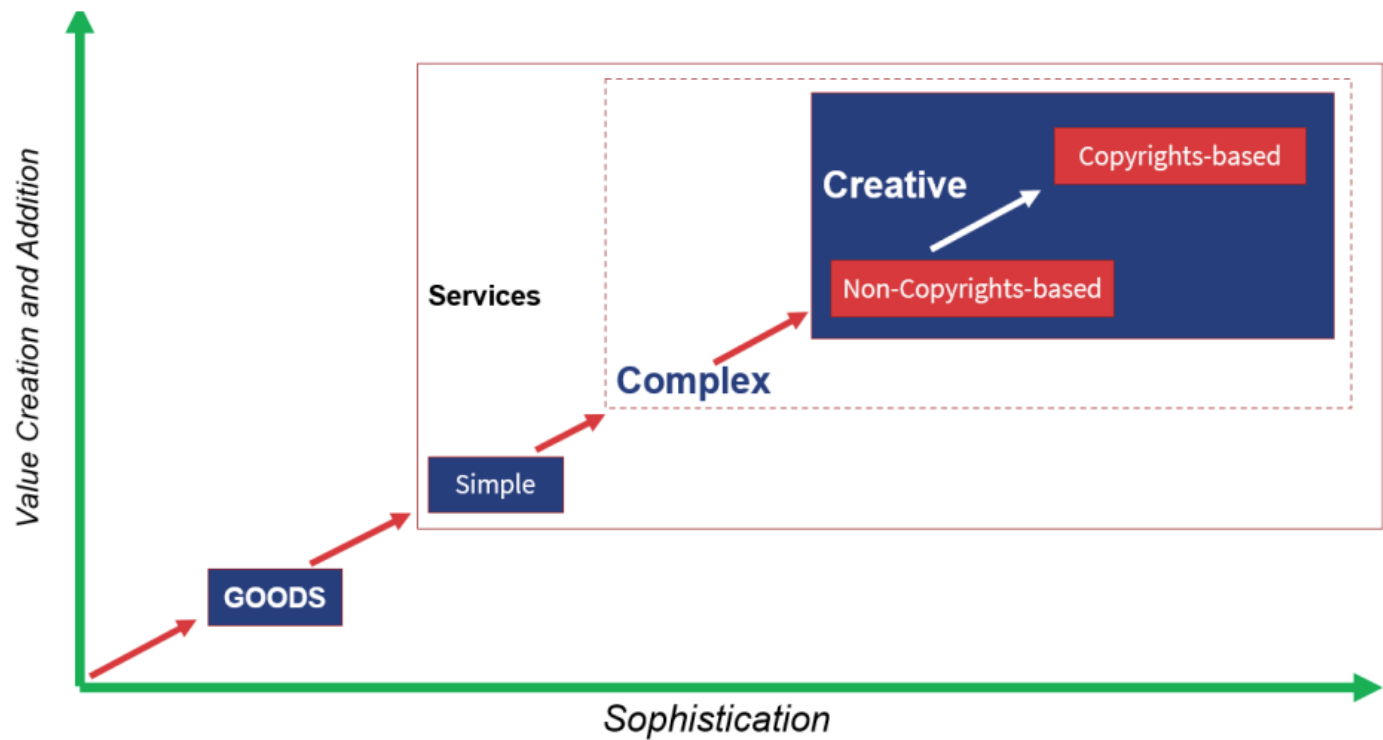 Value Creation and Addition
Copyrights-based
Creative
Non-Copyrights-based
Services
Complex
Simple
GOODS
Sophistication